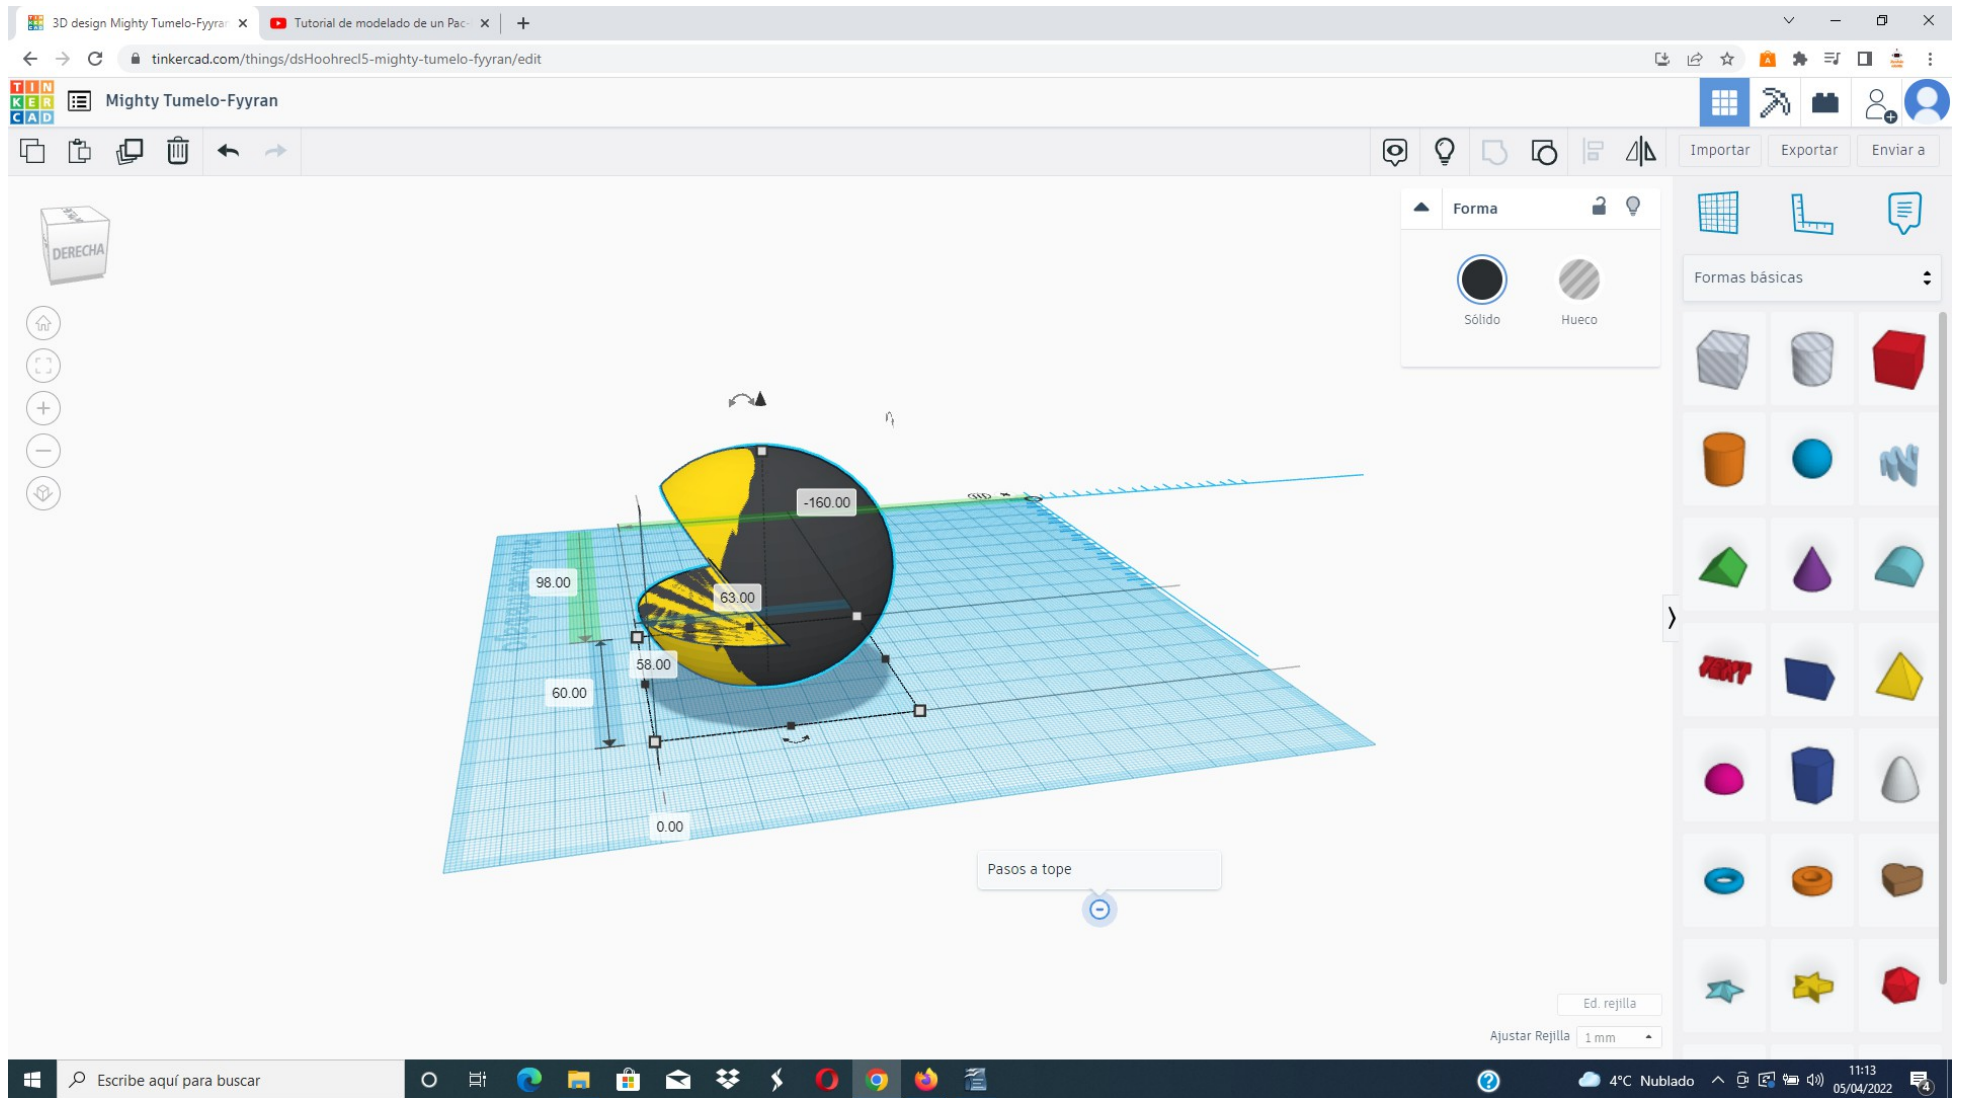 3D design Mighty Tumelo-Fyyran
Tutorial de modelado de un Pac-
tinkercad.com/things/dsHoohrecl5-mighty-tumelo-fyyran/edit
TIN
KER
CAD
Mighty Tumelo-Fyyran
Importar
Exportar
Enviar a
DERECHA
Forma
Sólido
Hueco
Formas básicas
-160.00
98.00
63.00
58.00
60.00
0.00
TEXT
Pasos a tope
Ed. rejilla
Ajustar Rejilla
1 mm
Escribe aquí para buscar
4°C Nublado
11:13
05/04/2022
4